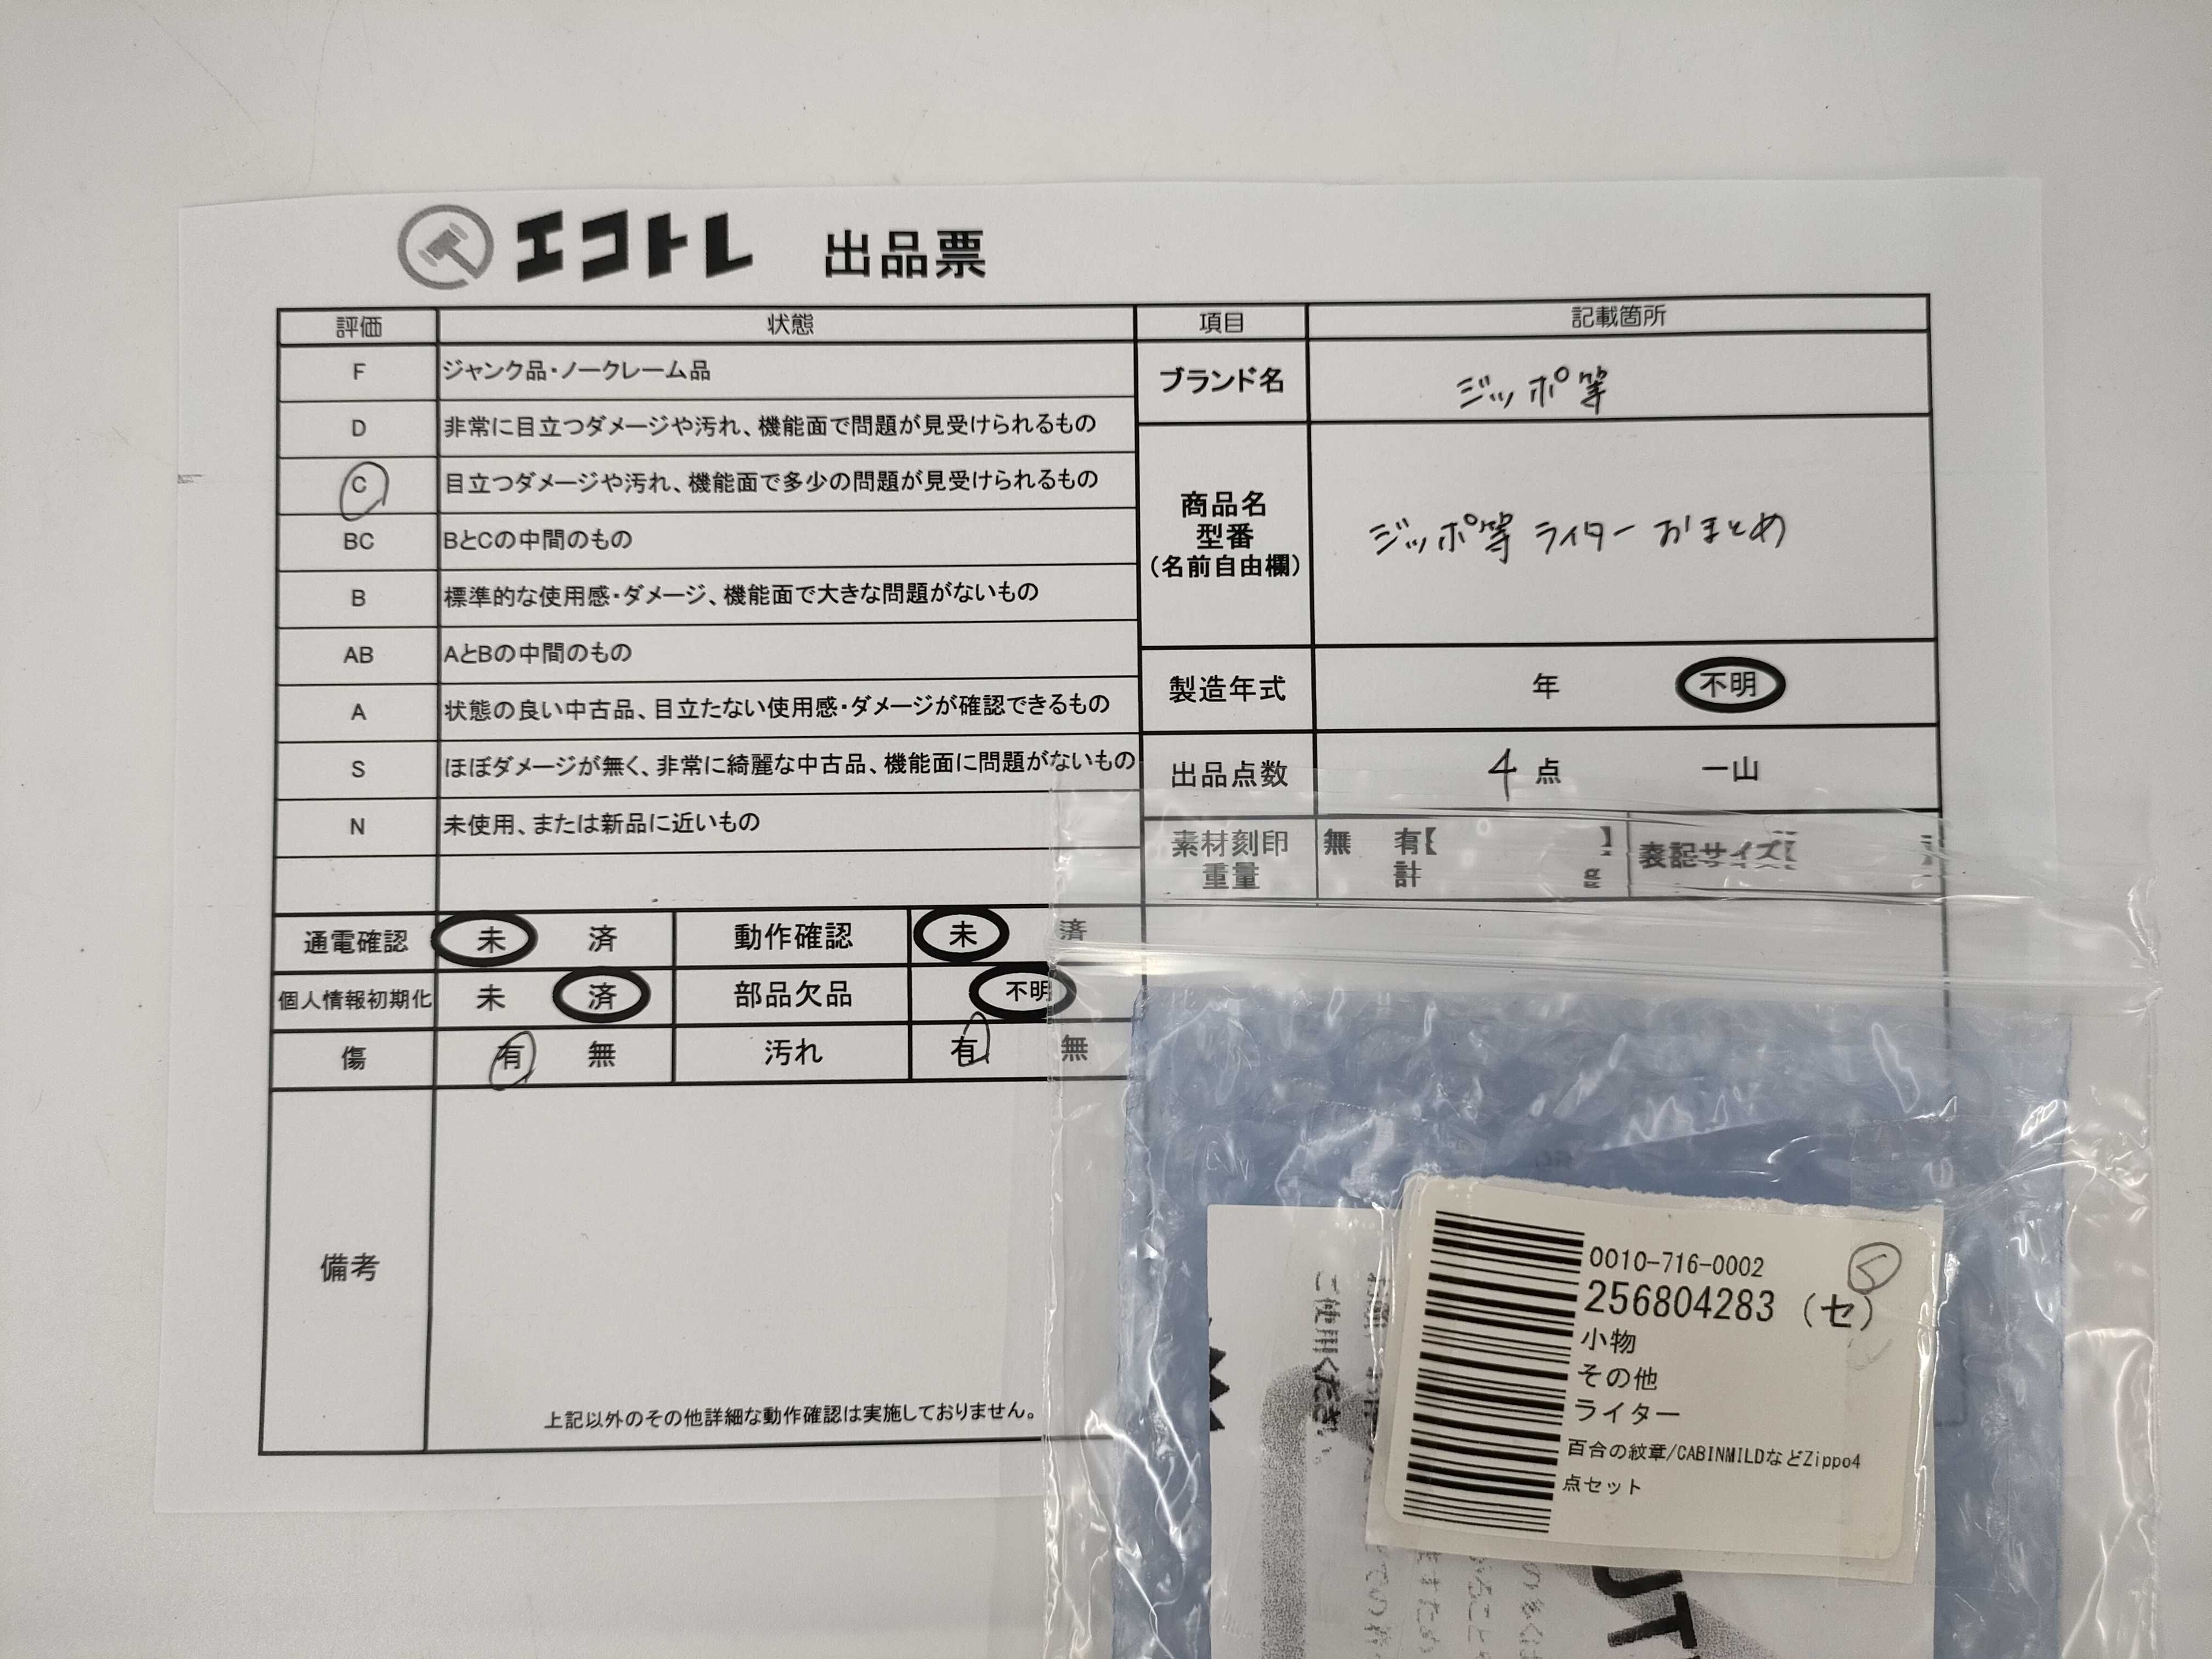 エコトレ 出品票
評価 状態
F ジャンク品・ノークレーム品
D 非常に目立つダメージや汚れ、機能面で問題が見受けられるもの
C 目立つダメージや汚れ、機能面で多少の問題が見受けられるもの
BC BとCの中間のもの
B 標準的な使用感・ダメージ、機能面で大きな問題がないもの
AB AとBの中間のもの
A 状態の良い中古品、目立たない使用感・ダメージが確認できるもの
S ほぼダメージが無く、非常に綺麗な中古品、機能面に問題がないもの
N 未使用、または新品に近いもの
通電確認 未 済 動作確認 未 済
個人情報初期化 未 済 部品欠品 不明
傷 有 無 汚れ 有 無
備考
上記以外のその他詳細な動作確認は実施しておりません。
項目 記載箇所
ブランド名 ジッポ等
商品名
型番
(名前自由欄)
ジッポ等 ライター おまとめ
製造年式 年 不明
出品点数 4 点 一山
素材刻印 無 有【 】 表記サイズ【 】
重量 計 g
0010-716-0002
256804283 (セ)
小物
その他
ライター
百合の紋章/CABINMILDなどZippo4
点セット
ご使用ください。